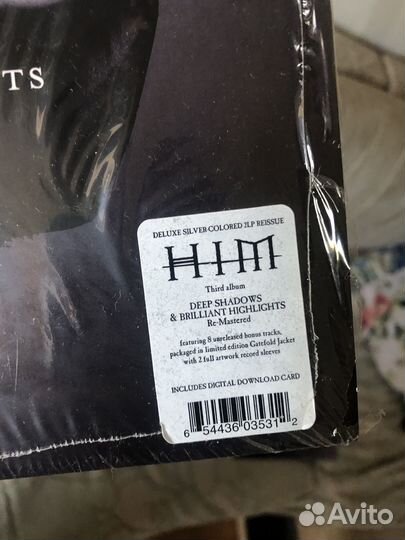 TS
DELUXE SILVER COLORED 2LP REISSUE
HIM
Third album
DEEP SHADOWS
& BRILLIANT HIGHLIGHTS
Re-Mastered
featuring 8 unreleased bonus tracks,
packaged in limited edition Gatefold Jacket
with 2 full artwork record sleeves
INCLUDES DIGITAL DOWNLOAD CARD
6 54436 03531 2
Avito